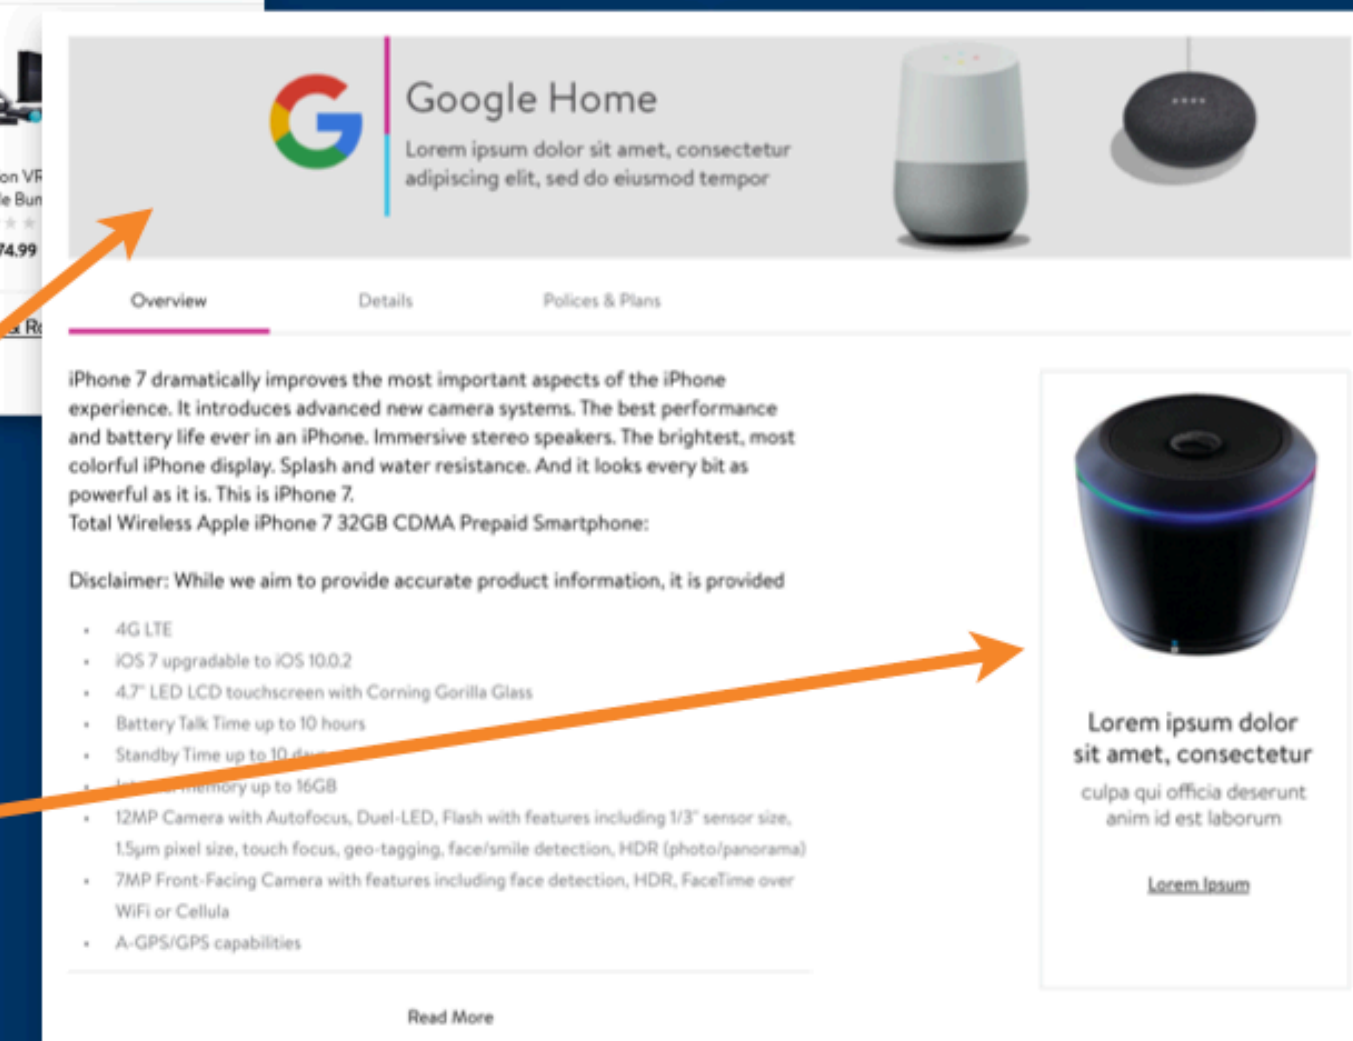 Google Home
Lorem ipsum dolor sit amet, consectetur
adipiscing elit, sed do eiusmod tempor
on VR
le Bun
74.99
& Ro
Overview
Details
Polices & Plans
iPhone 7 dramatically improves the most important aspects of the iPhone
experience. It introduces advanced new camera systems. The best performance
and battery life ever in an iPhone. Immersive stereo speakers. The brightest, most
colorful iPhone display. Splash and water resistance. And it looks every bit as
powerful as it is. This is iPhone 7.
Total Wireless Apple iPhone 7 32GB CDMA Prepaid Smartphone:
Disclaimer: While we aim to provide accurate product information, it is provided
• 4G LTE
• iOS 7 upgradable to iOS 10.0.2
• 4.7" LED LCD touchscreen with Corning Gorilla Glass
• Battery Talk Time up to 10 hours
• Standby Time up to 10 days
• memory up to 16GB
• 12MP Camera with Autofocus, Duel-LED, Flash with features including 1/3" sensor size,
1.5µm pixel size, touch focus, geo-tagging, face/smile detection, HDR (photo/panorama)
• 7MP Front-Facing Camera with features including face detection, HDR, FaceTime over
WiFi or Cellula
• A-GPS/GPS capabilities
Read More
Lorem ipsum dolor
sit amet, consectetur
culpa qui officia deserunt
anim id est laborum
Lorem Ipsum